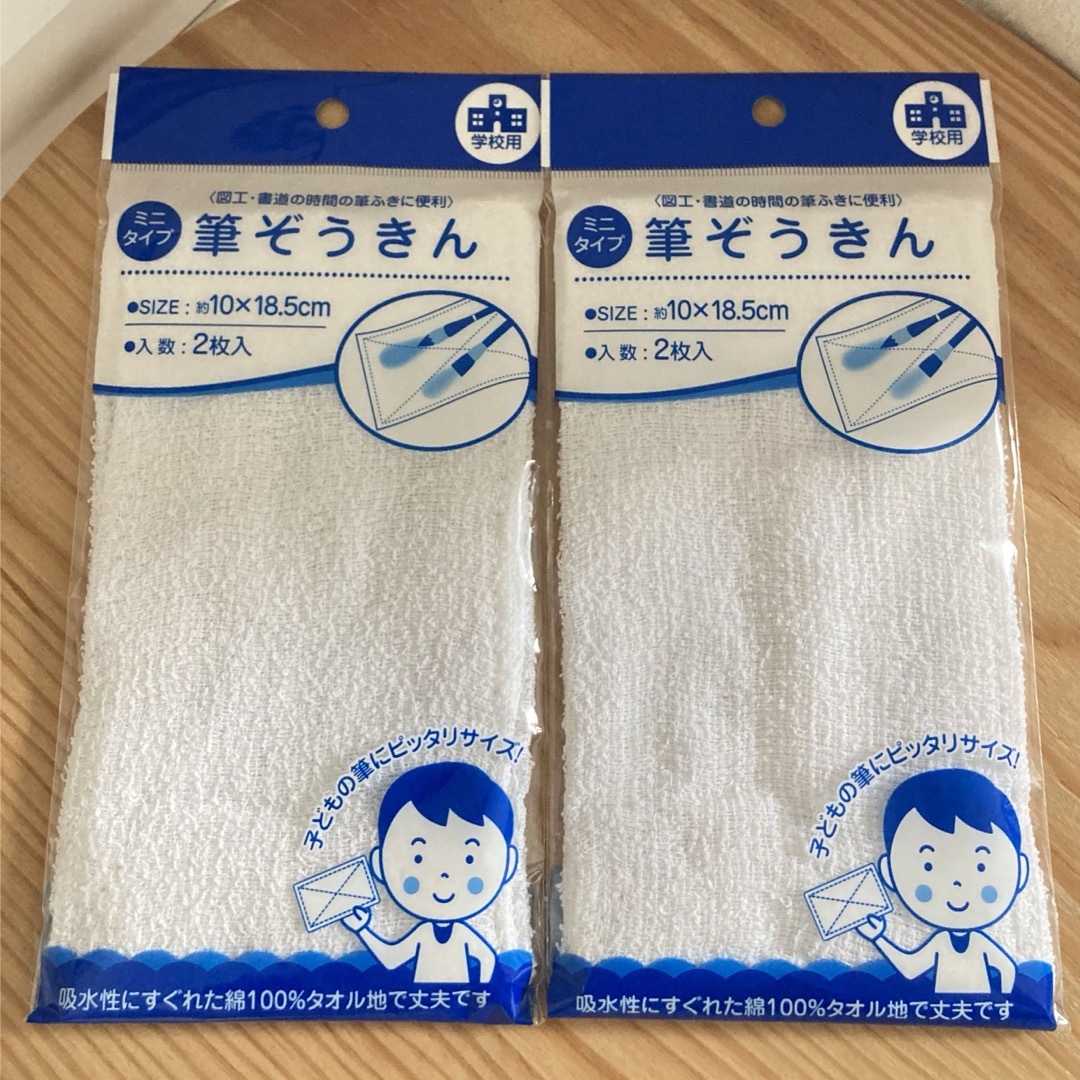 学校用
〈図工・書道の時間の筆ふきに便利〉
ミニ
タイプ
筆ぞうきん
●SIZE：約10×18.5cm
●入数：2枚入
子どもの筆にピッタリサイズ!
吸水性にすぐれた綿100%タオル地で丈夫です
学校用
〈図工・書道の時間の筆ふきに便利〉
ミニ
タイプ
筆ぞうきん
●SIZE：約10×18.5cm
●入数：2枚入
子どもの筆にピッタリサイズ!
吸水性にすぐれた綿100%タオル地で丈夫です